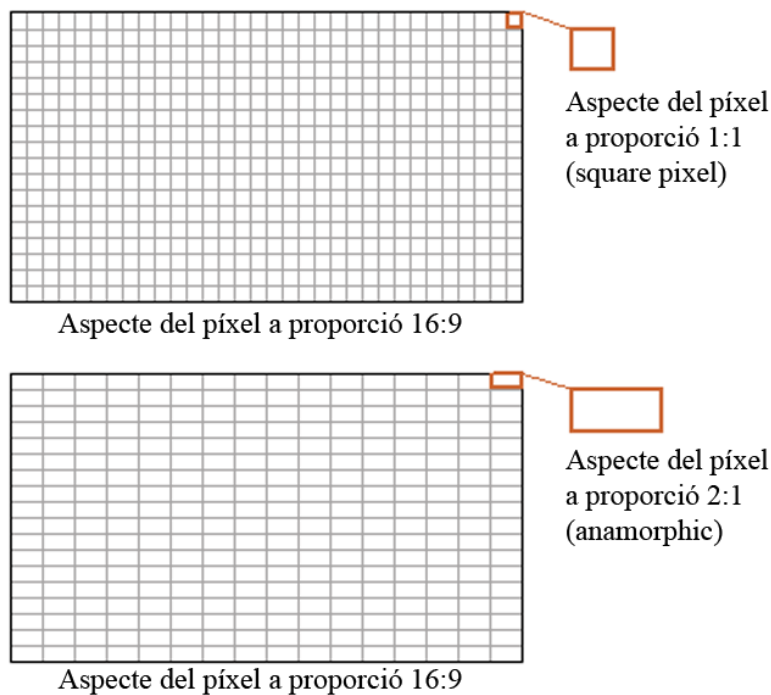 Aspecte del píxel
a proporció 1:1
(square pixel)
Aspecte del píxel a proporció 16:9
Aspecte del píxel
a proporció 2:1
(anamorphic)
Aspecte del píxel a proporció 16:9